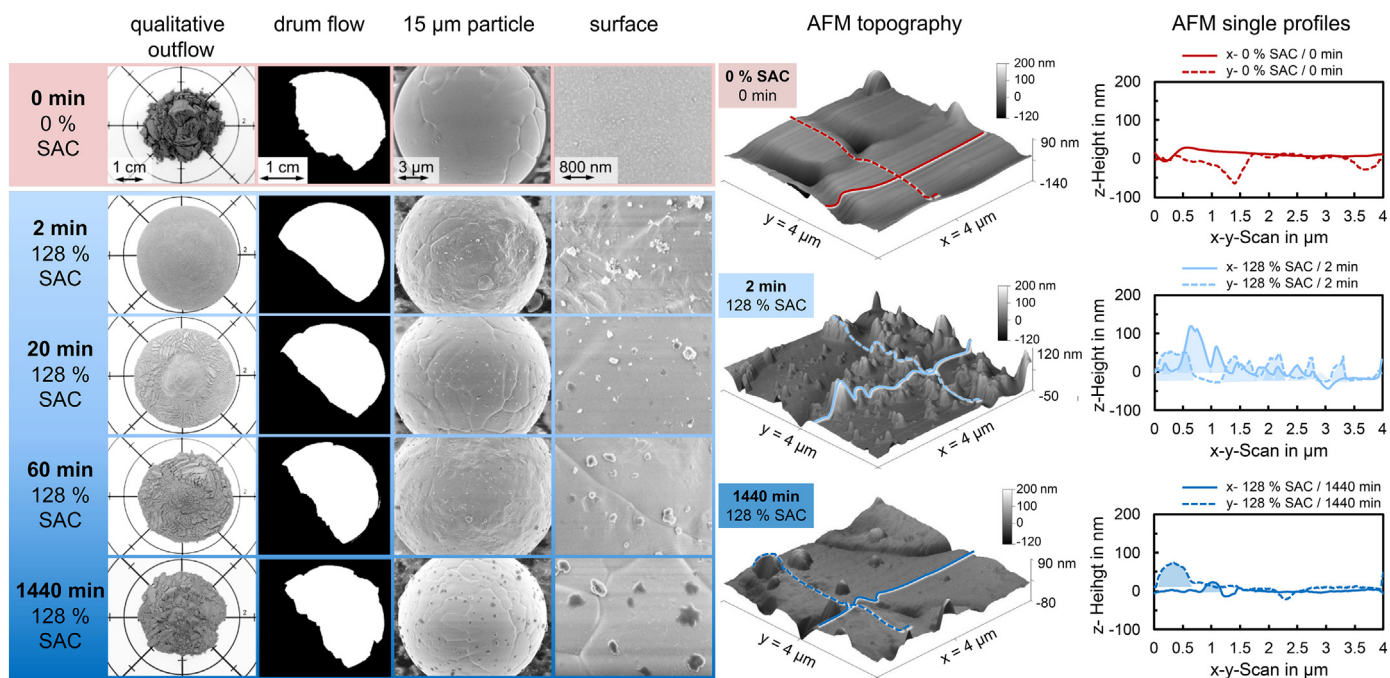 qualitative
outflow
drum flow
15 µm particle
surface
AFM topography
AFM single profiles
0 min
0 %
SAC
1 cm
2
1 cm
3 µm
800 nm
2 min
128 %
SAC
20 min
128 %
SAC
2
60 min
128 %
SAC
2
1440 min
128 %
SAC
2
0 % SAC
0 min
200 nm
100
0
-120
90 nm
-140
y = 4 µm
x = 4 µm
2 min
128 % SAC
200 nm
100
0
-120
120 nm
-50
y = 4 µm
x = 4 µm
1440 min
128 % SAC
200 nm
100
0
-120
90 nm
-80
y = 4 µm
x = 4 µm
x- 0 % SAC / 0 min
y- 0 % SAC / 0 min
z-Height in nm
200
100
0
-100
0 0.5 1 1.5 2 2.5 3 3.5 4
x-y-Scan in µm
x- 128 % SAC / 2 min
y- 128 % SAC / 2 min
z-Height in nm
200
100
0
-100
0 0.5 1 1.5 2 2.5 3 3.5 4
x-y-Scan in µm
x- 128 % SAC / 1440 min
y- 128 % SAC / 1440 min
z-Heihgt in nm
200
100
0
-100
0 0.5 1 1.5 2 2.5 3 3.5 4
x-y-Scan in µm